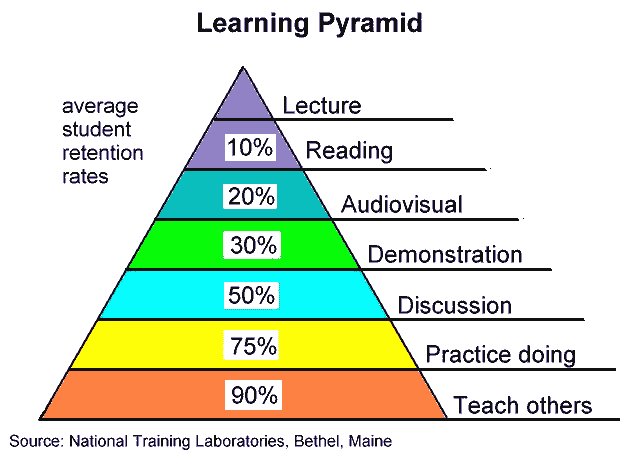 Learning Pyramid
average
student
retention
rates
Lecture
10% Reading
20% Audiovisual
30% Demonstration
50% Discussion
75% Practice doing
90% Teach others
Source: National Training Laboratories, Bethel, Maine